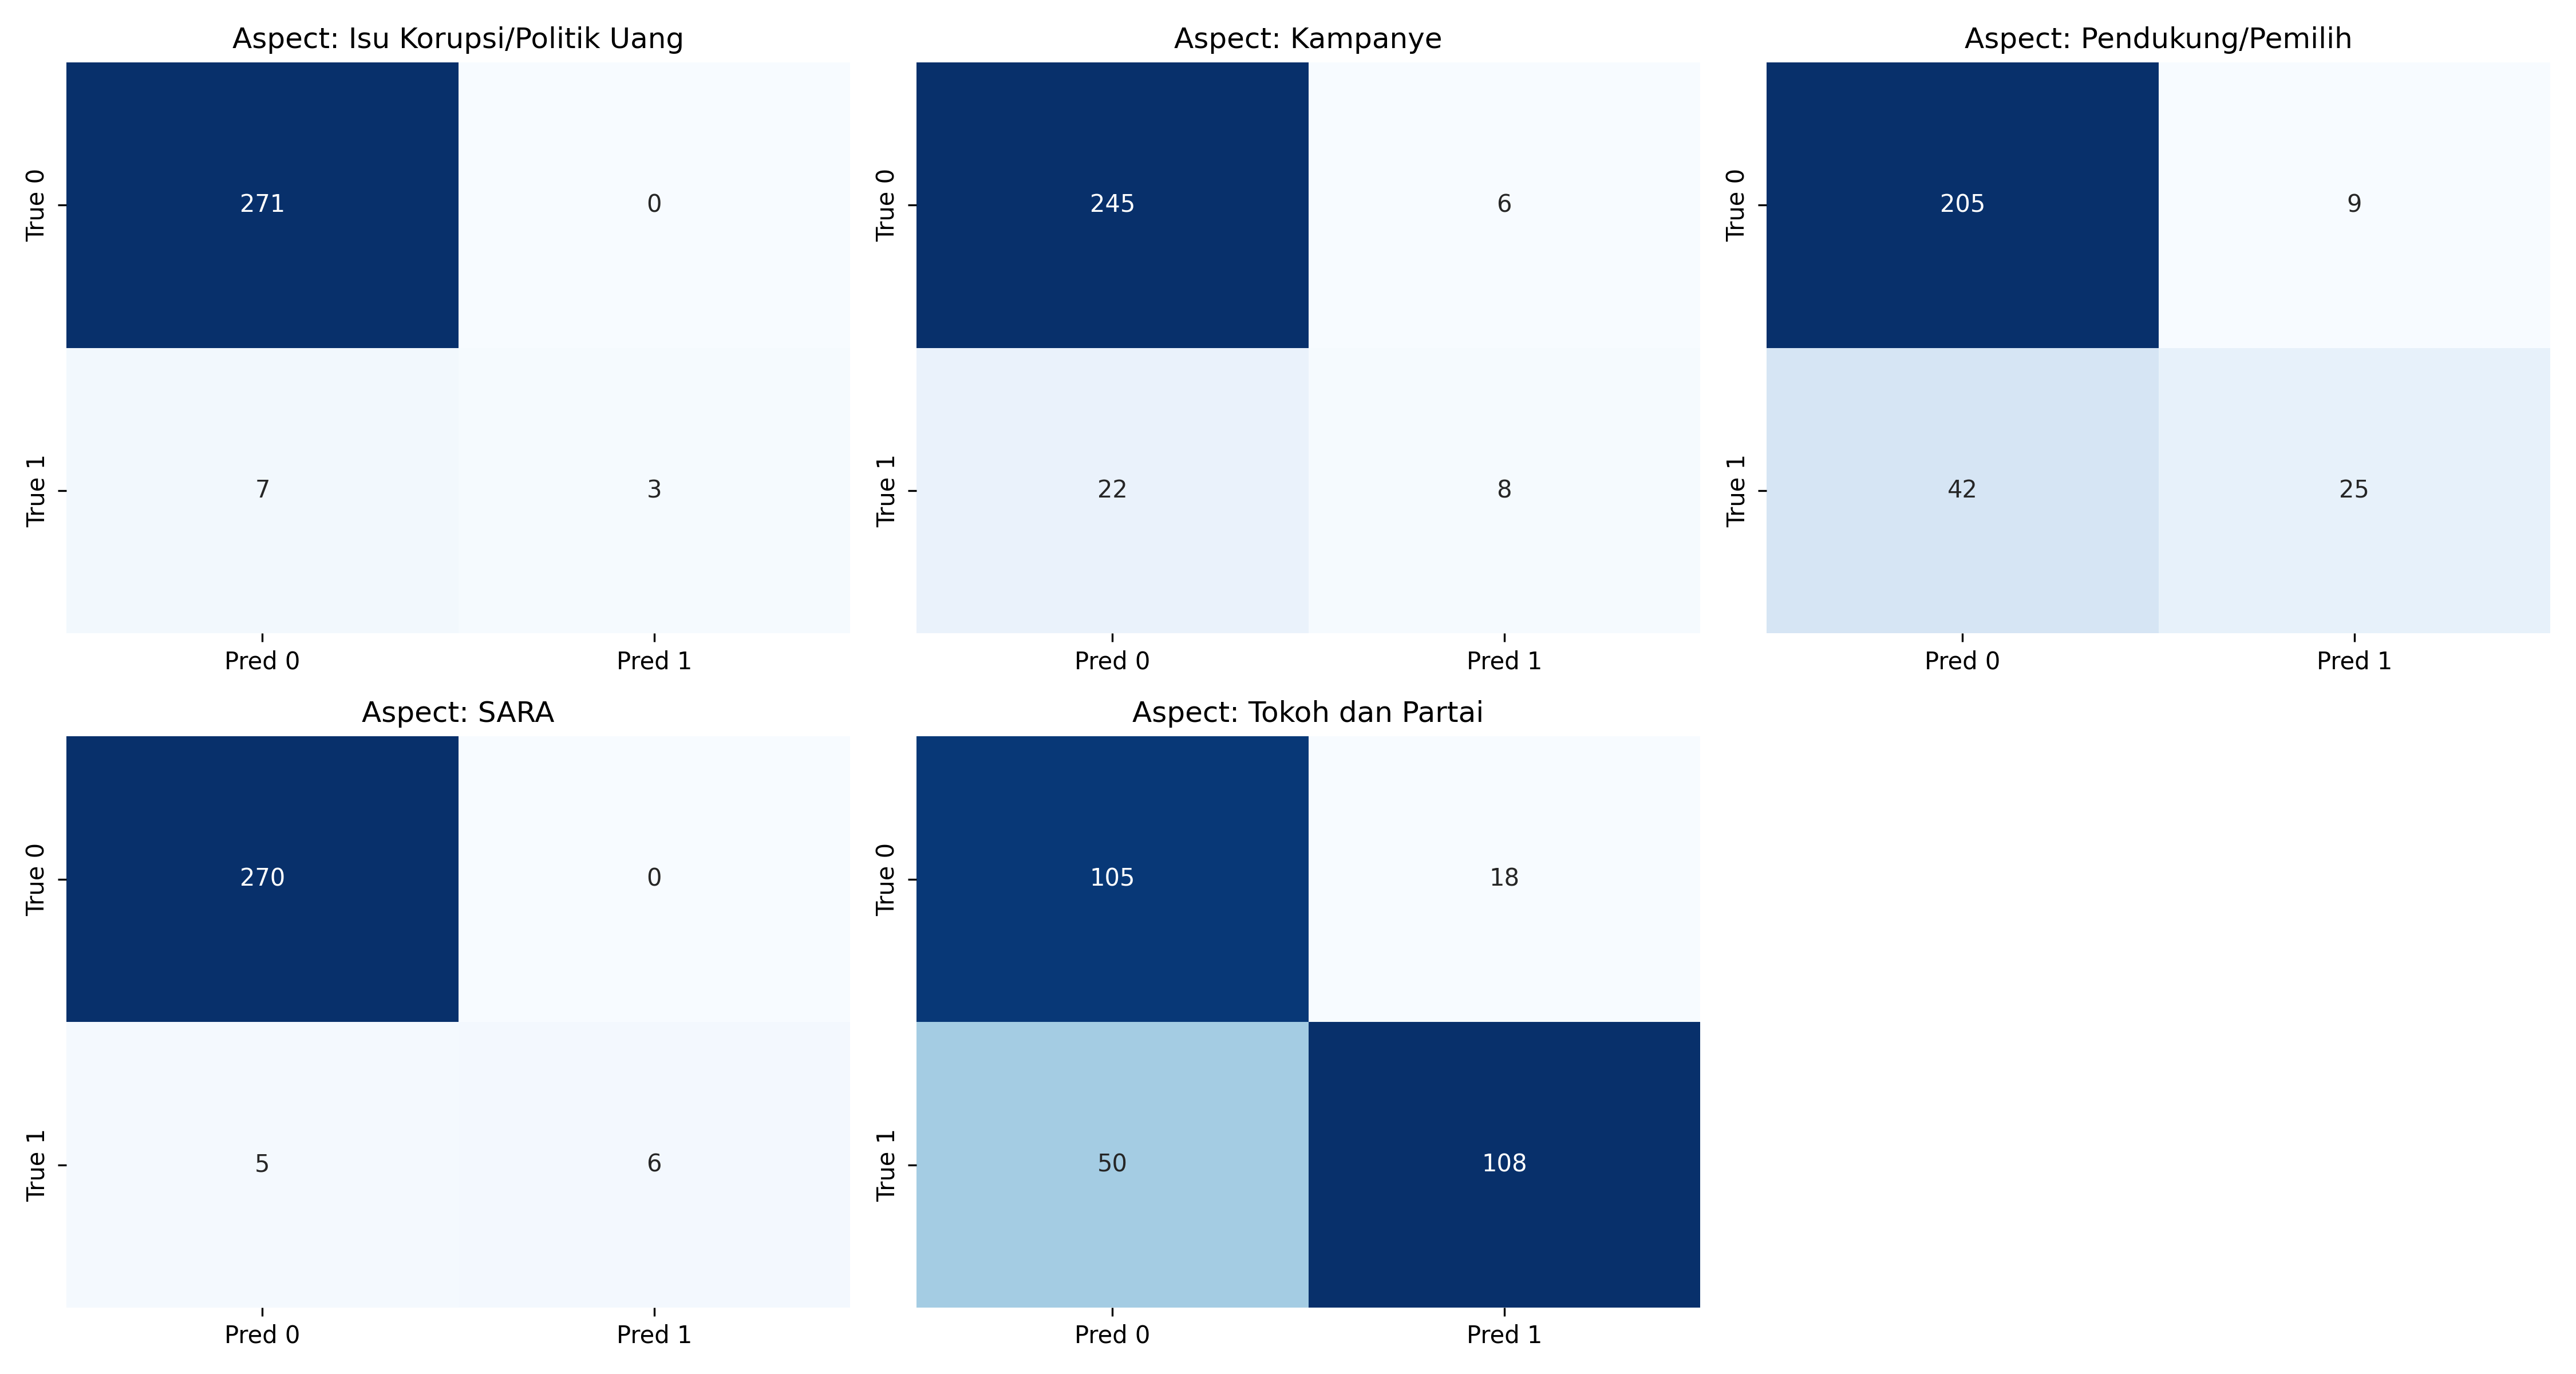 Aspect: Isu Korupsi/Politik Uang
True 0
271
0
True 1
7
3
Pred 0
Pred 1
Aspect: Kampanye
True 0
245
6
True 1
22
8
Pred 0
Pred 1
Aspect: Pendukung/Pemilih
True 0
205
9
True 1
42
25
Pred 0
Pred 1
Aspect: SARA
True 0
270
0
True 1
5
6
Pred 0
Pred 1
Aspect: Tokoh dan Partai
True 0
105
18
True 1
50
108
Pred 0
Pred 1